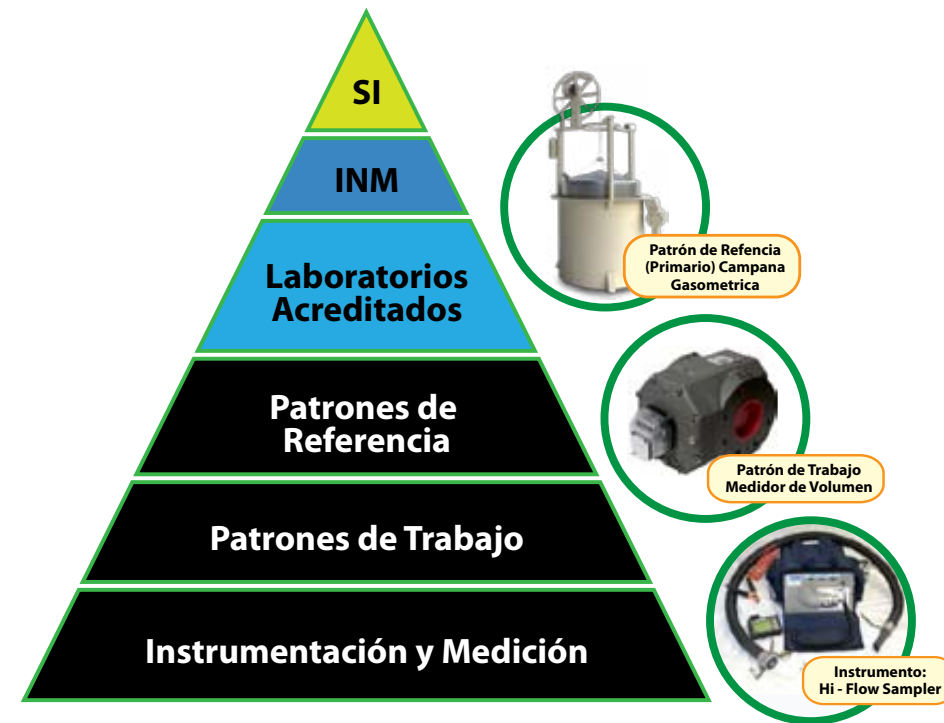 SI
INM
Laboratorios
Acreditados
Patrones de
Referencia
Patrones de Trabajo
Instrumentación y Medición
Patrón de Refencia
(Primario) Campana
Gasometrica
Patrón de Trabajo
Medidor de Volumen
Instrumento:
Hi - Flow Sampler